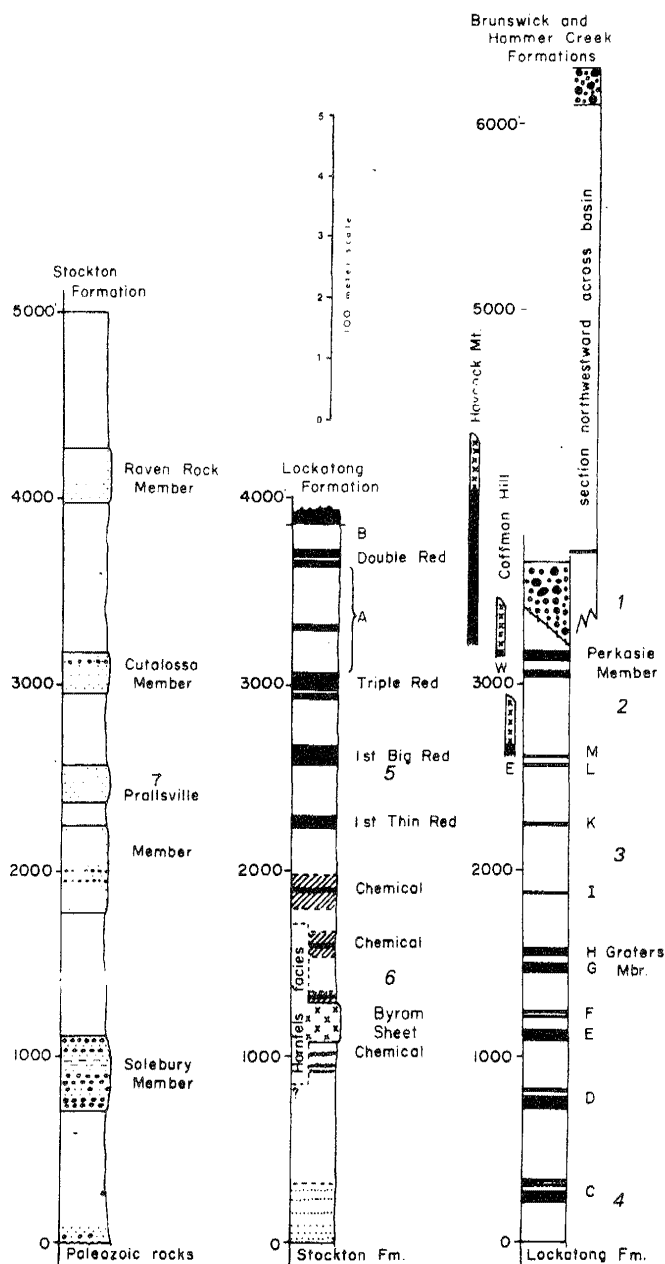 Brunswick and
Hammer Creek
Formations
6000'
5000
3000
2000
1000
0
section northwestward across basin
Haycock Mt.
Coffman Hill
W
E
1
Perkasie
Member
2
M
L
K
3
I
H Graters
G Mbr.
F
E
D
C 4
Lockatong Fm.
5
4
3
2
1
0
100 meter scale
Stockton
Formation
5000'
4000
3000
2000
1000
0
Raven Rock
Member
Cutalossa
Member
7
Prallsville
Member
Solebury
Member
Paleozoic rocks
Lockatong
Formation
4000
3000
2000
1000
0
B
Double Red
A
Triple Red
1st Big Red
5
1st Thin Red
Chemical
Chemical
6
Hornfels facies
?
Byram
Sheet
Chemical
Stockton Fm.